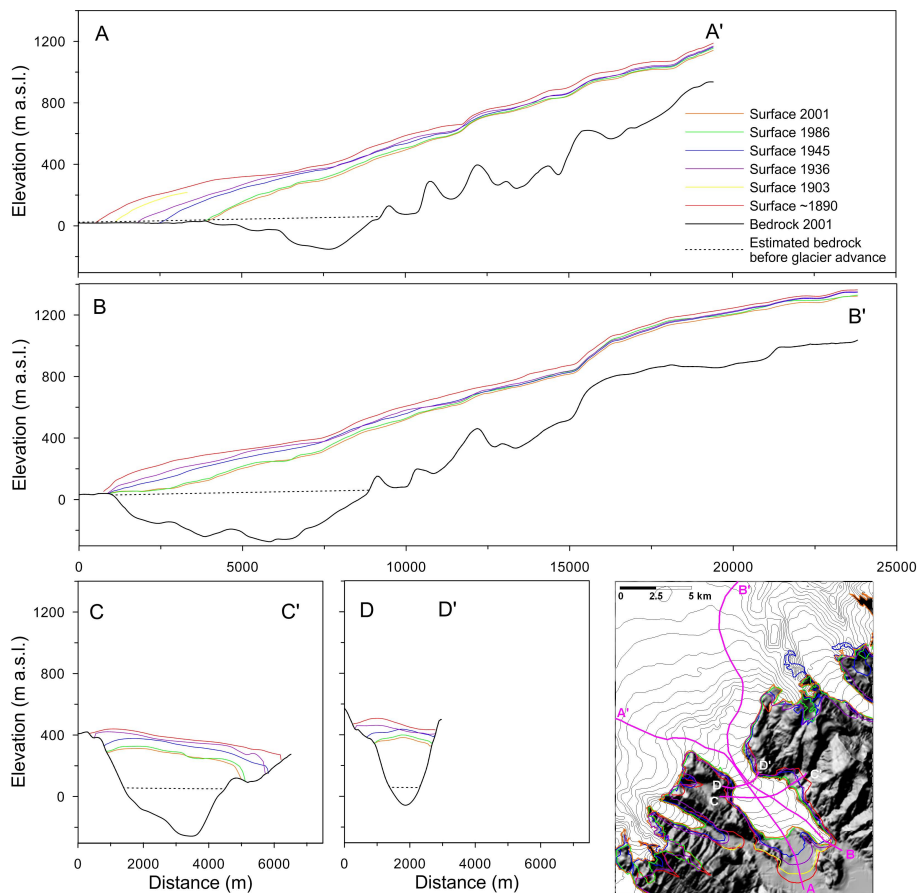 A
A'
1200
800
400
0
Elevation (m a.s.l.)
Surface 2001
Surface 1986
Surface 1945
Surface 1936
Surface 1903
Surface ~1890
Bedrock 2001
Estimated bedrock
before glacier advance
B
B'
1200
800
400
0
Elevation (m a.s.l.)
0
5000
10000
15000
20000
25000
C
C'
1200
800
400
0
Elevation (m a.s.l.)
0
2000
4000
6000
Distance (m)
D
D'
0
2000
4000
6000
Distance (m)
0 2.5 5 km
B'
A'
D'
D
C'
C
B
A